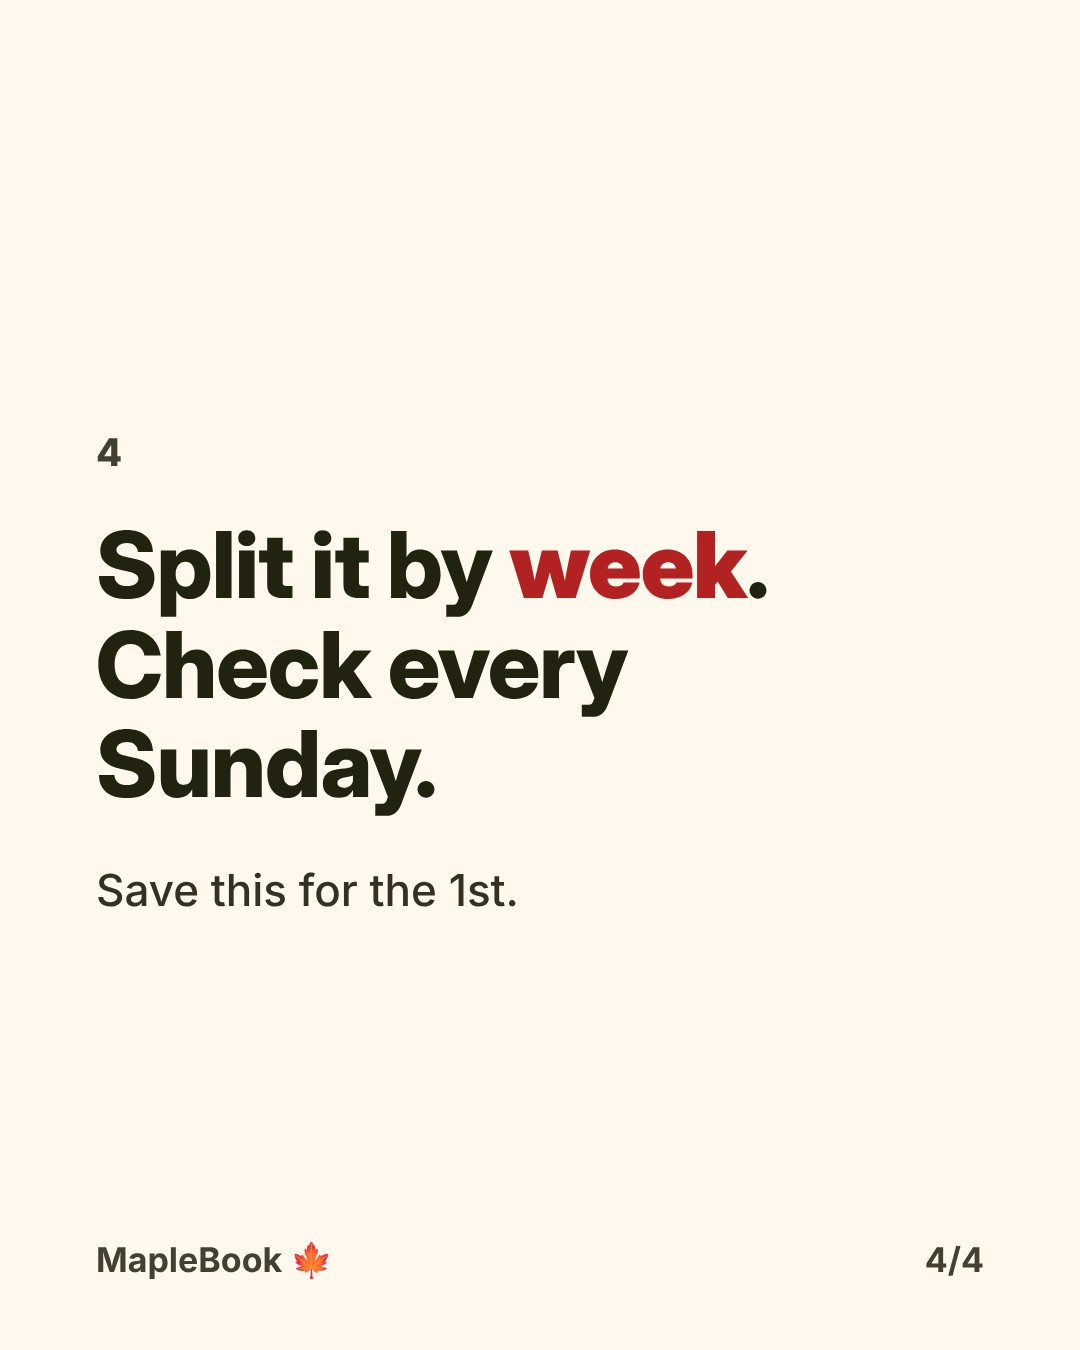 4
Split it by week.
Check every
Sunday.
Save this for the 1st.
MapleBook 🍁
4/4